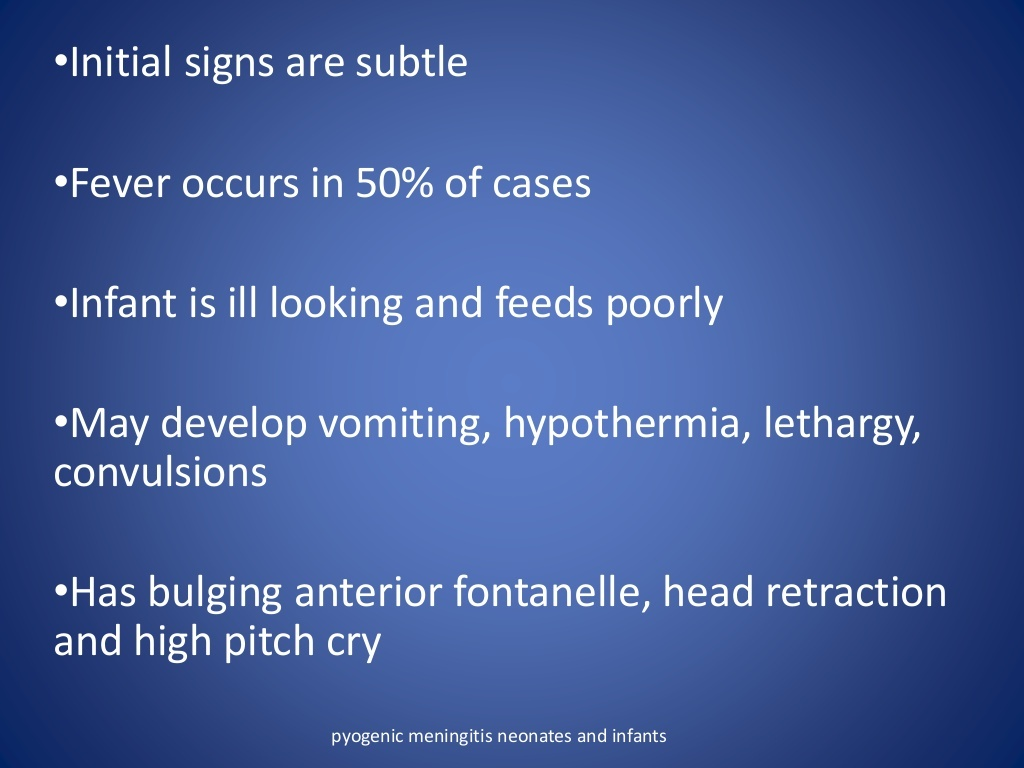 •Initial signs are subtle
•Fever occurs in 50% of cases
•Infant is ill looking and feeds poorly
•May develop vomiting, hypothermia, lethargy,
convulsions
•Has bulging anterior fontanelle, head retraction
and high pitch cry
pyogenic meningitis neonates and infants